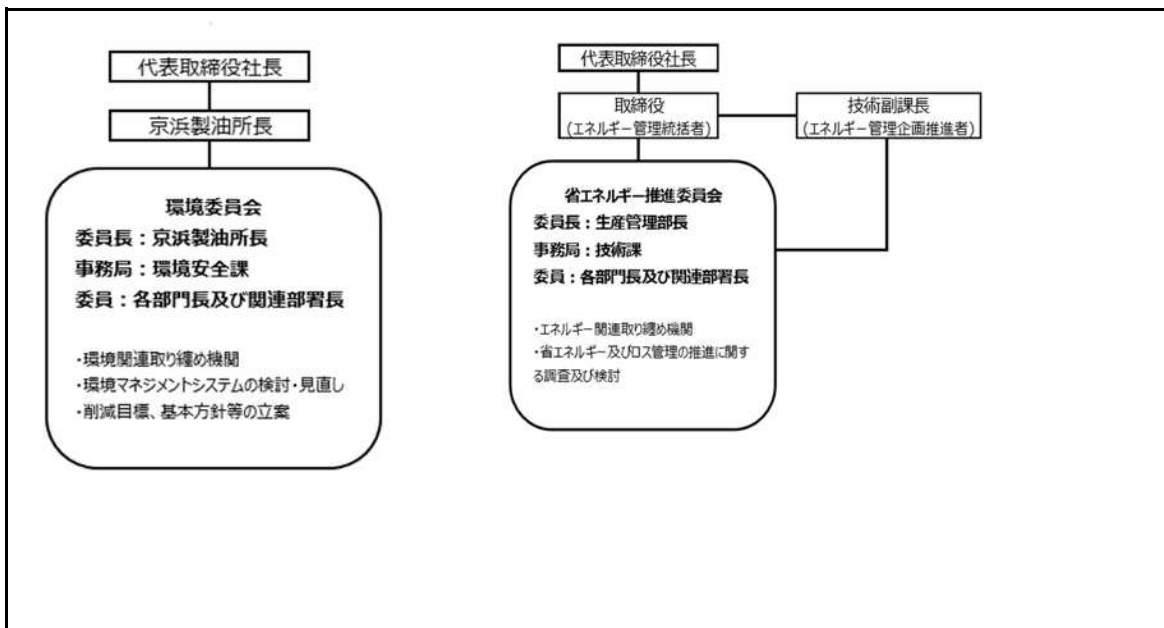 代表取締役社長
京浜製油所長
環境委員会
委員長：京浜製油所長
事務局：環境安全課
委員：各部門長及び関連部署長
・環境関連取り纏め機関
・環境マネジメントシステムの検討・見直し
・削減目標、基本方針等の立案
代表取締役社長
取締役
(エネルギー管理統括者)
技術副課長
(エネルギー管理企画推進者)
省エネルギー推進委員会
委員長：生産管理部長
事務局：技術課
委員：各部門長及び関連部署長
・エネルギー関連取り纏め機関
・省エネルギー及びロス管理の推進に関す
る調査及び検討